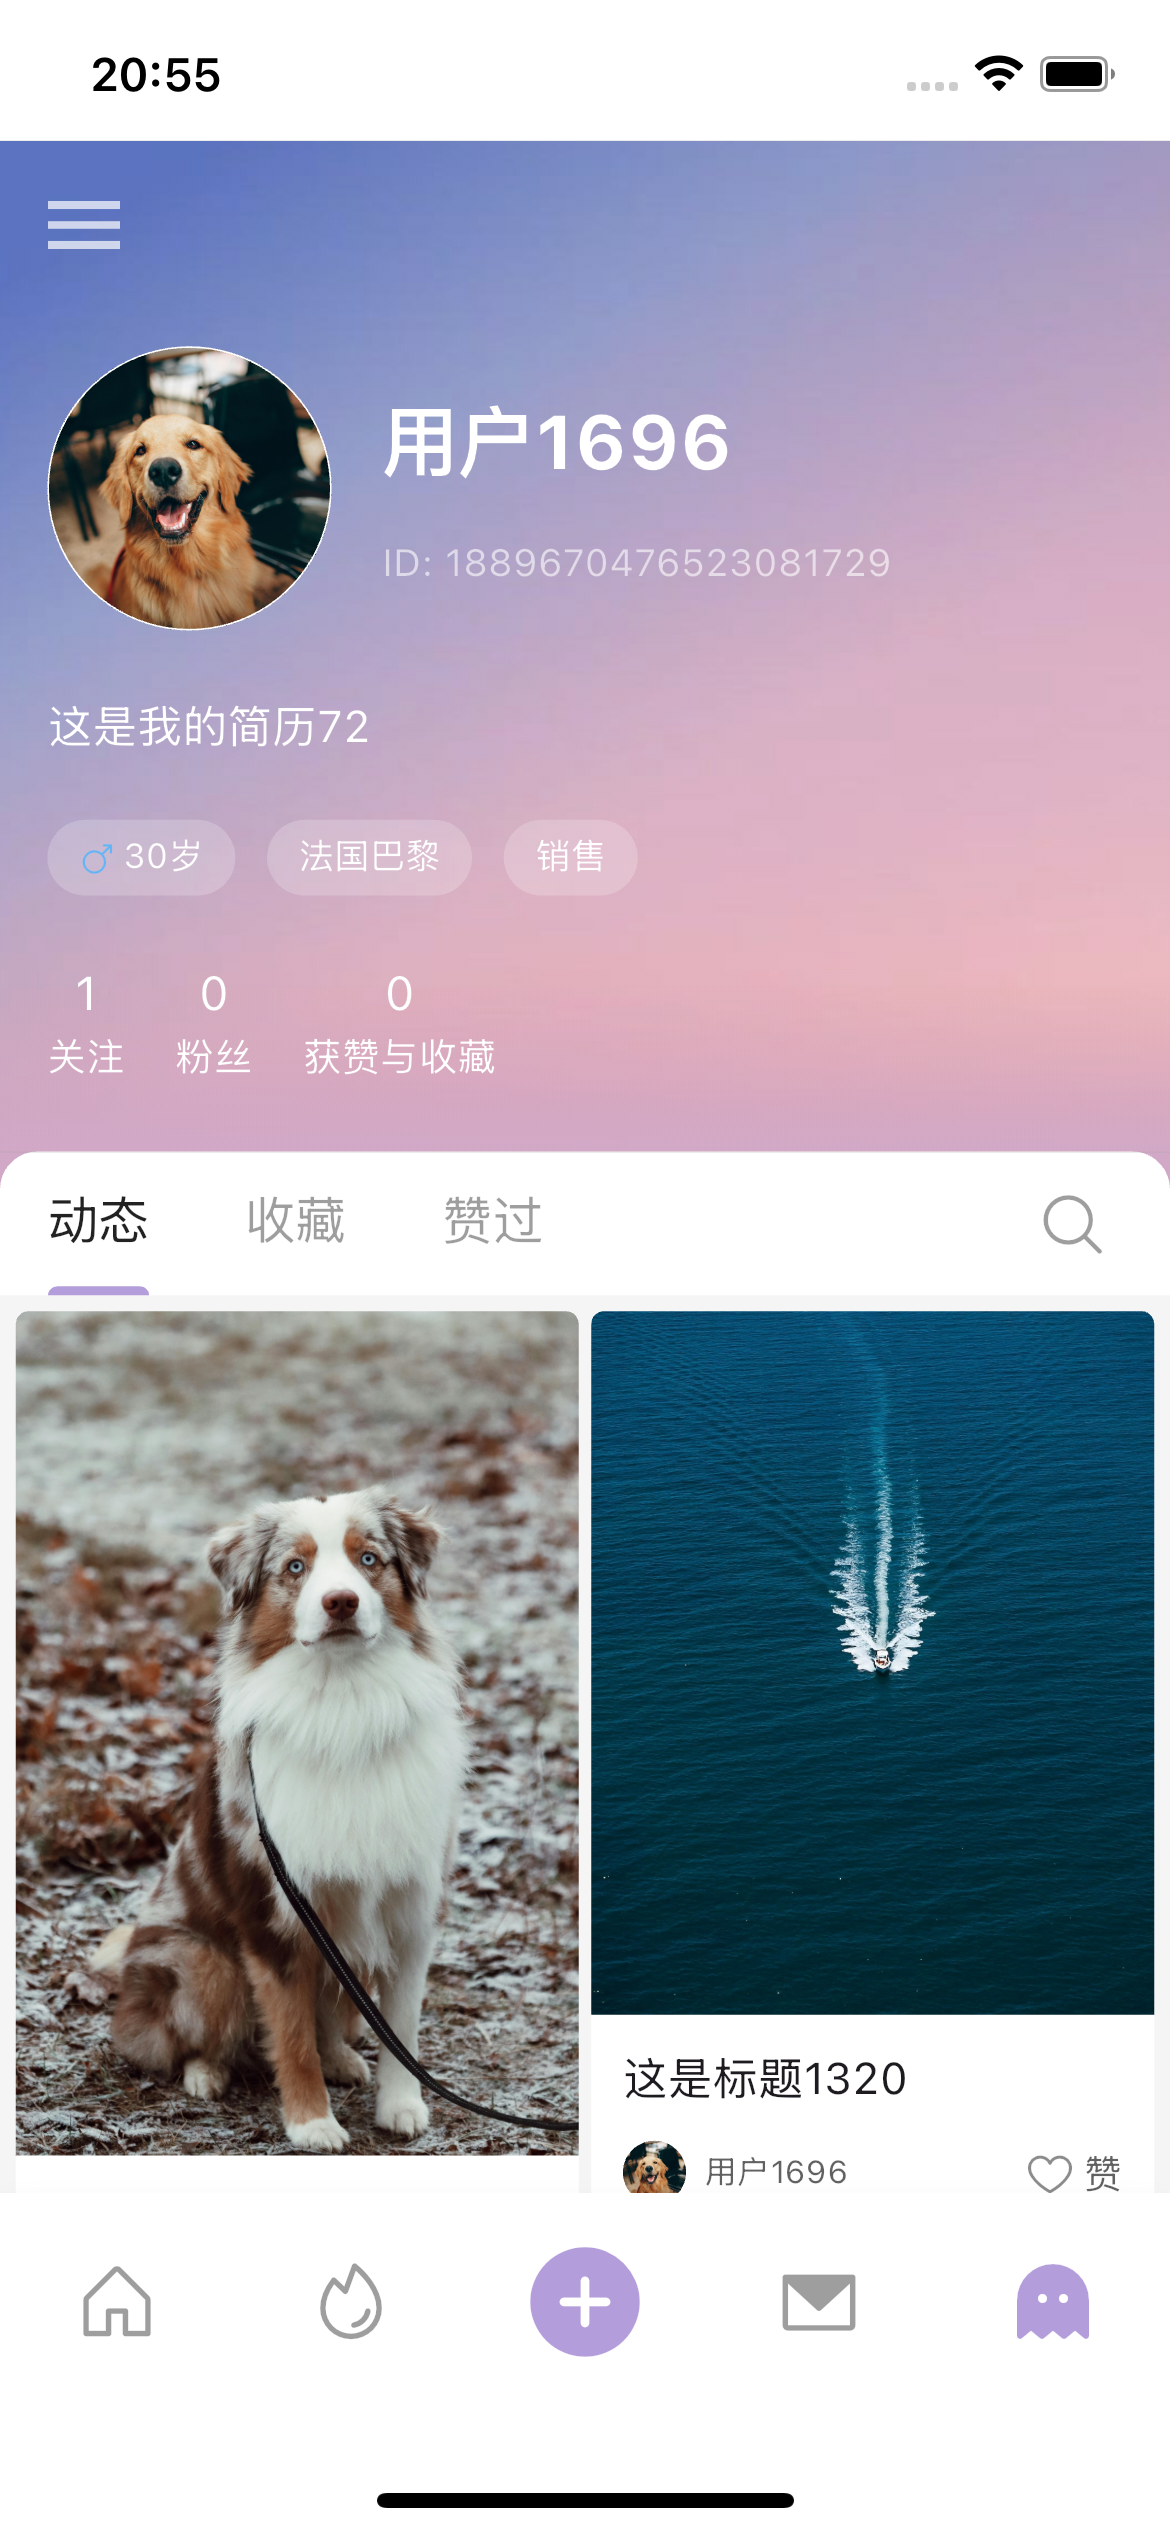 20:55
用户1696
ID: 1889670476523081729
这是我的简历72
♂ 30岁 法国巴黎 销售
1 0 0
关注 粉丝 获赞与收藏
动态 收藏 赞过
这是标题1320
用户1696 赞